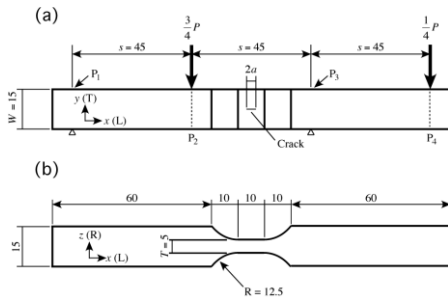 (a)
3/4 P
1/4 P
s = 45
s = 45
s = 45
P1
2a
P3
W = 15
y (T)
x (L)
P2
Crack
P4
(b)
60
10
10
10
60
15
z (R)
x (L)
T = 5
R = 12.5